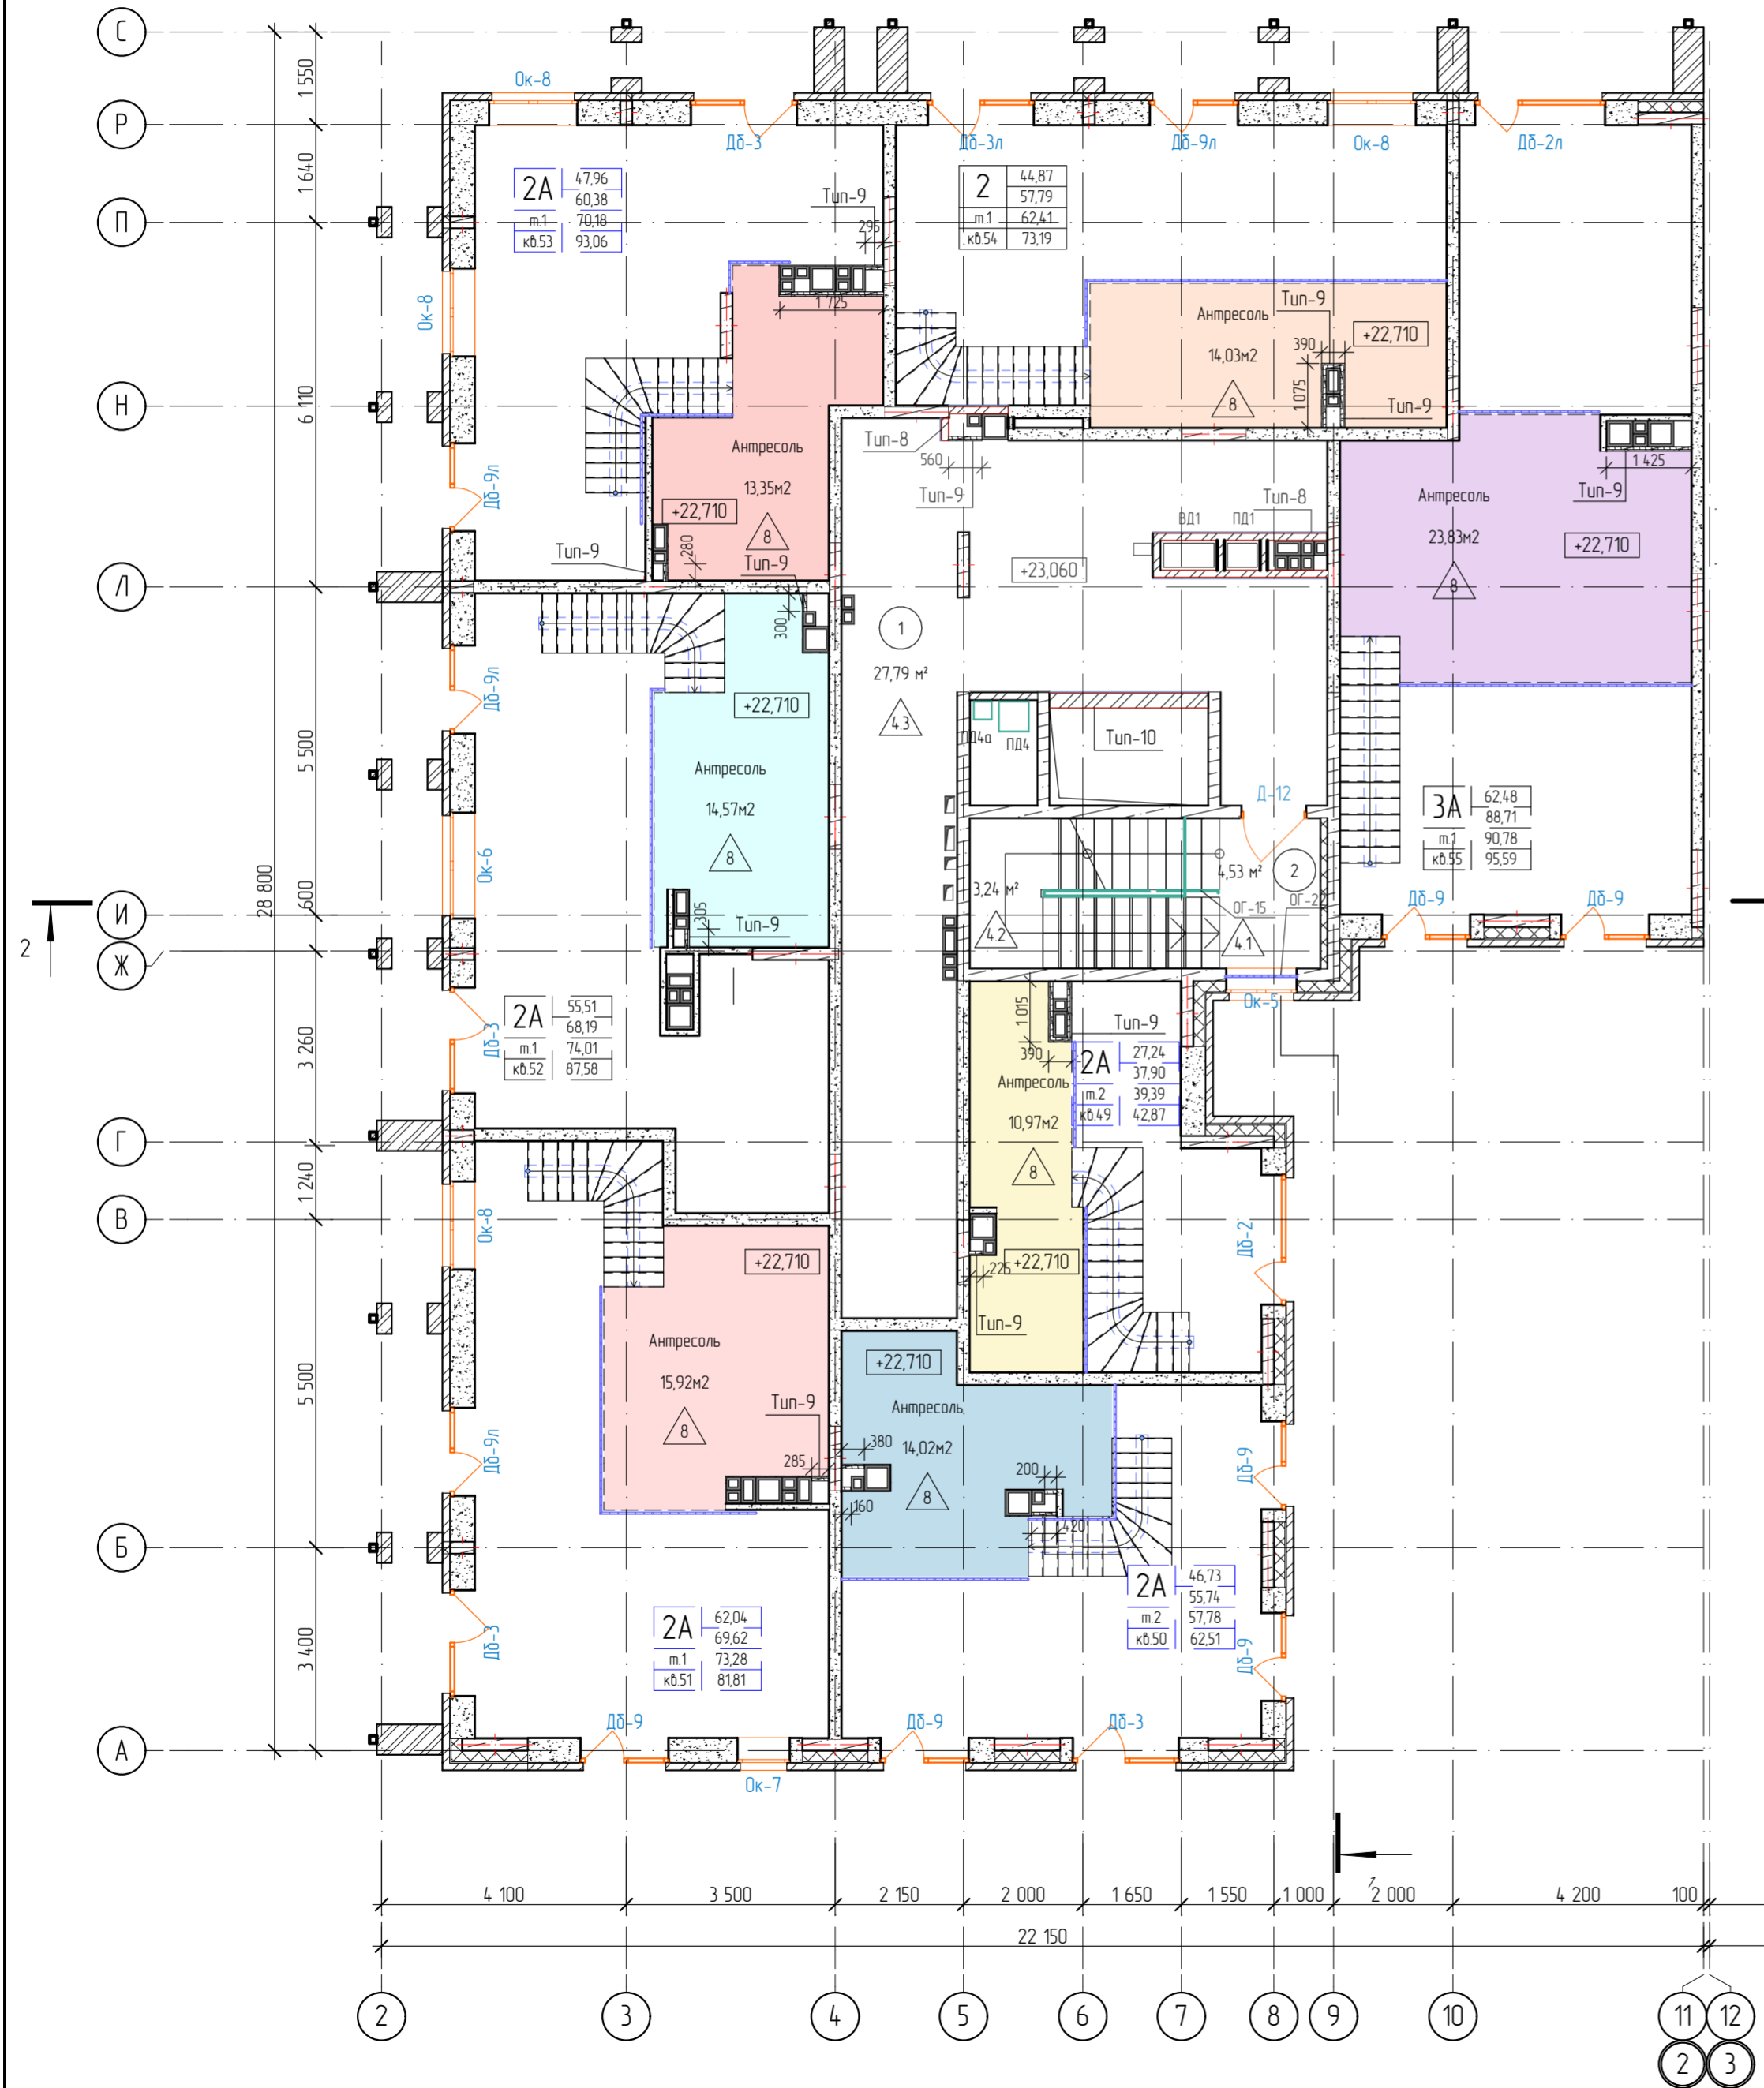 С
1 550
Ок-8
Р
Дб-3
Дб-3л
Дб-9л
Ок-8
Дб-2л
1 640
2А
47,96
60,38
т.1
70,18
кв.53
93,06
Тип-9
2
44,87
57,79
т.1
62,41
кв.54
73,19
П
295
1 725
Ок-8
Антресоль
Тип-9
14,03м2
390
+22,710
1 075
8
Тип-9
6 110
Н
Антресоль
13,35м2
+22,710
8
280
Тип-9
Тип-9
Дб-9л
Тип-8
560
Тип-9
Тип-8
ВД1
ПД1
+23,060
1 425
Тип-9
Антресоль
23,83м2
+22,710
8
Л
300
1
27,79 м²
4.3
Дб-9л
+22,710
Антресоль
14,57м2
8
ПД4а
ПД4
Тип-10
Д-12
5 500
28 800
3А
62,48
88,71
т.1
90,78
кв.55
95,59
Ок-6
4,53 м²
2
3,24 м²
4.2
ОГ-15
ОГ-22
4.1
Дб-9
Дб-9
600
И
305
Тип-9
2
Ж
Дб-3
2А
55,51
68,19
т.1
74,01
кв.52
87,58
3 260
Ок-5
1 015
390
Тип-9
2А
27,24
37,90
т.2
39,39
кв.49
42,87
Антресоль
10,97м2
8
Г
1 240
В
Ок-8
+22,710
Дб-2
225
+22,710
Тип-9
Антресоль
15,92м2
8
Тип-9
285
5 500
+22,710
Антресоль
14,02м2
380
8
200
160
420
Дб-9л
Дб-9
Б
2А
46,73
55,74
т.2
57,78
кв.50
62,51
Дб-9
3 400
Дб-3
2А
62,04
69,62
т.1
73,28
кв.51
81,81
Дб-9
Дб-9
Дб-3
А
Ок-7
4 100
3 500
2 150
2 000
1 650
1 550
1 000
2 000
4 200
100
22 150
2
3
4
5
6
7
8
9
10
11
12
2
3